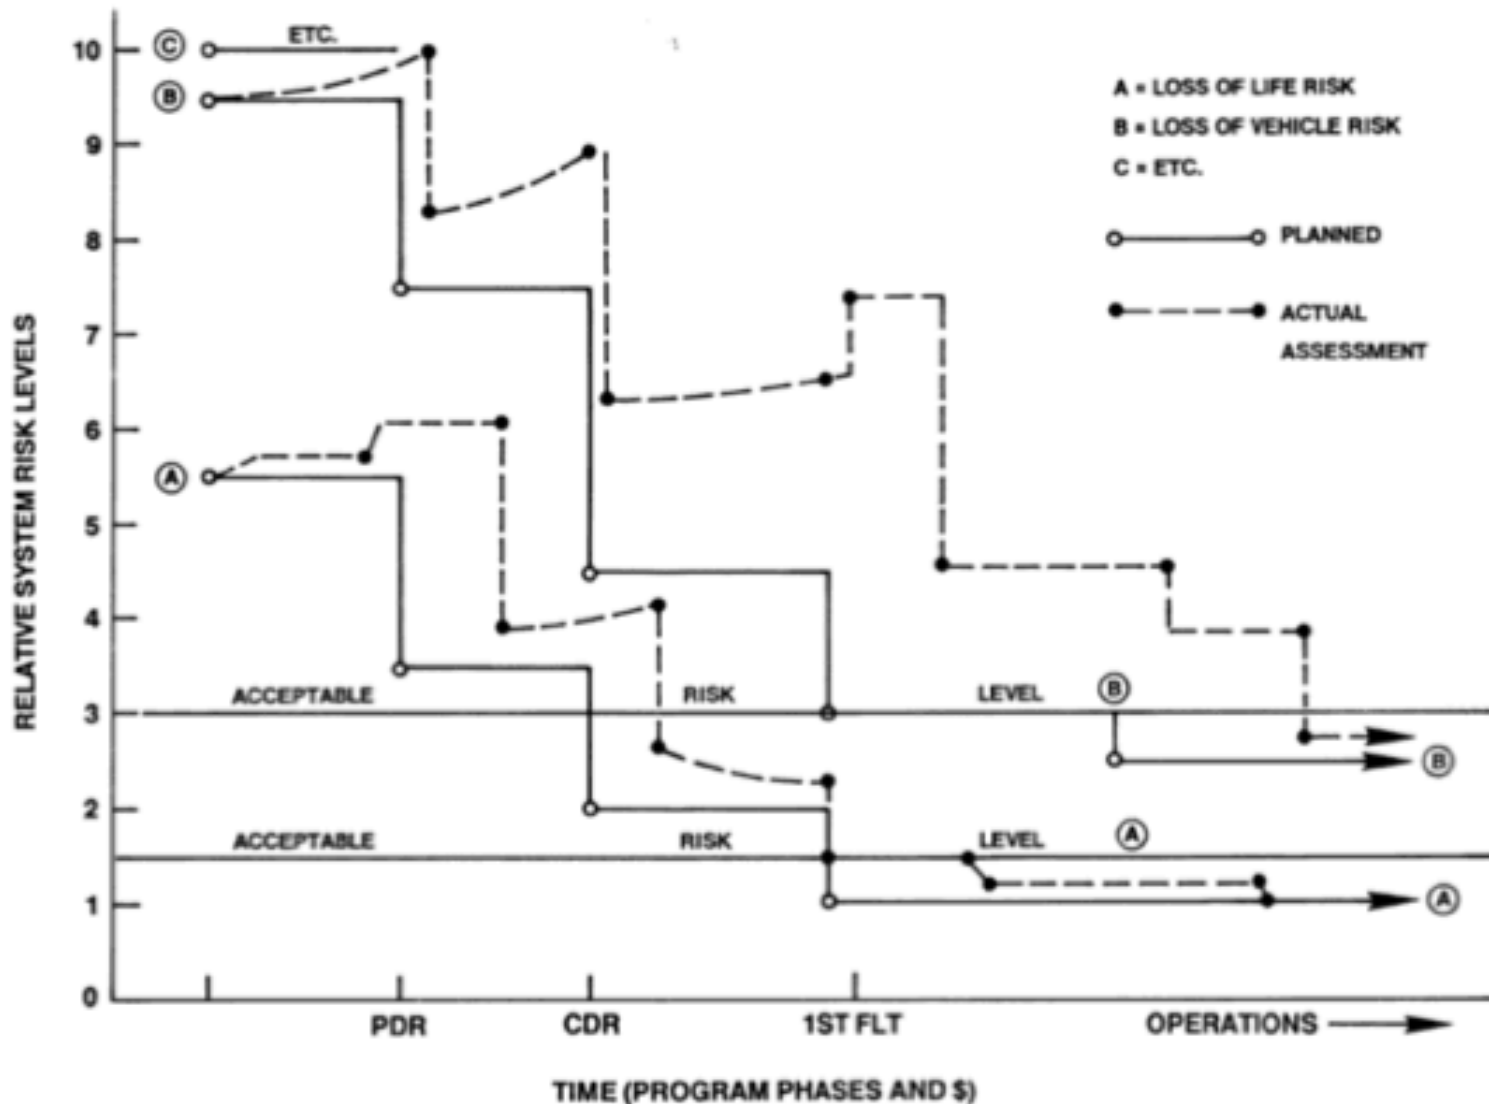 ETC.
10
C
B
9
8
7
6
A
5
4
3
2
1
0
RELATIVE SYSTEM RISK LEVELS
A = LOSS OF LIFE RISK
B = LOSS OF VEHICLE RISK
C = ETC.
PLANNED
ACTUAL
ASSESSMENT
ACCEPTABLE RISK LEVEL B
B
ACCEPTABLE RISK LEVEL A
A
PDR CDR 1ST FLT OPERATIONS
TIME (PROGRAM PHASES AND $)